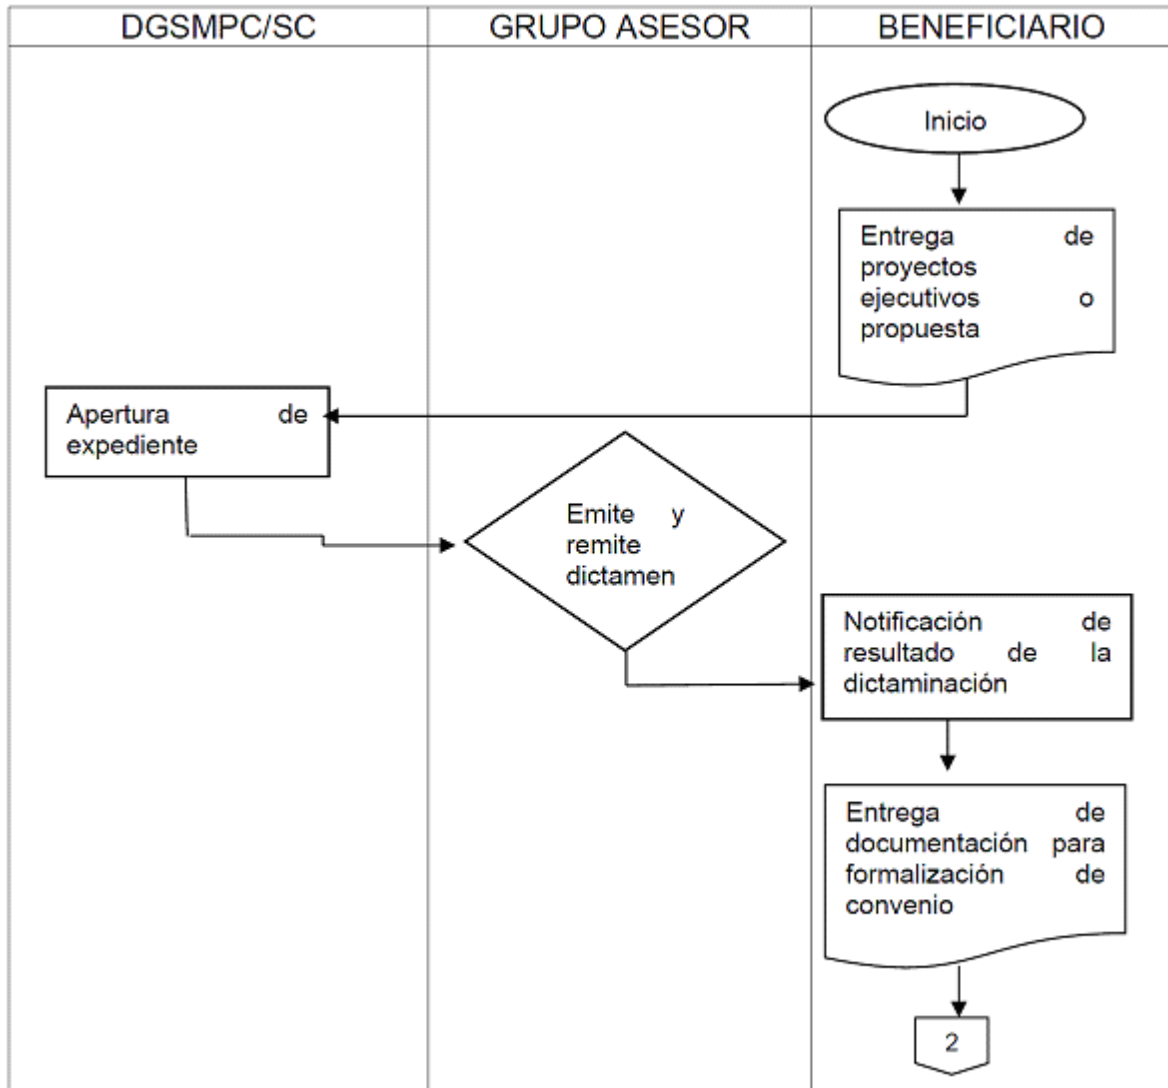 DGSMPC/SC GRUPO ASESOR BENEFICIARIO
Inicio
Entrega de
proyectos
ejecutivos o
propuesta
Apertura de
expediente
Emite y
remite
dictamen
Notificación de
resultado de la
dictaminación
Entrega de
documentación para
formalización de
convenio
2